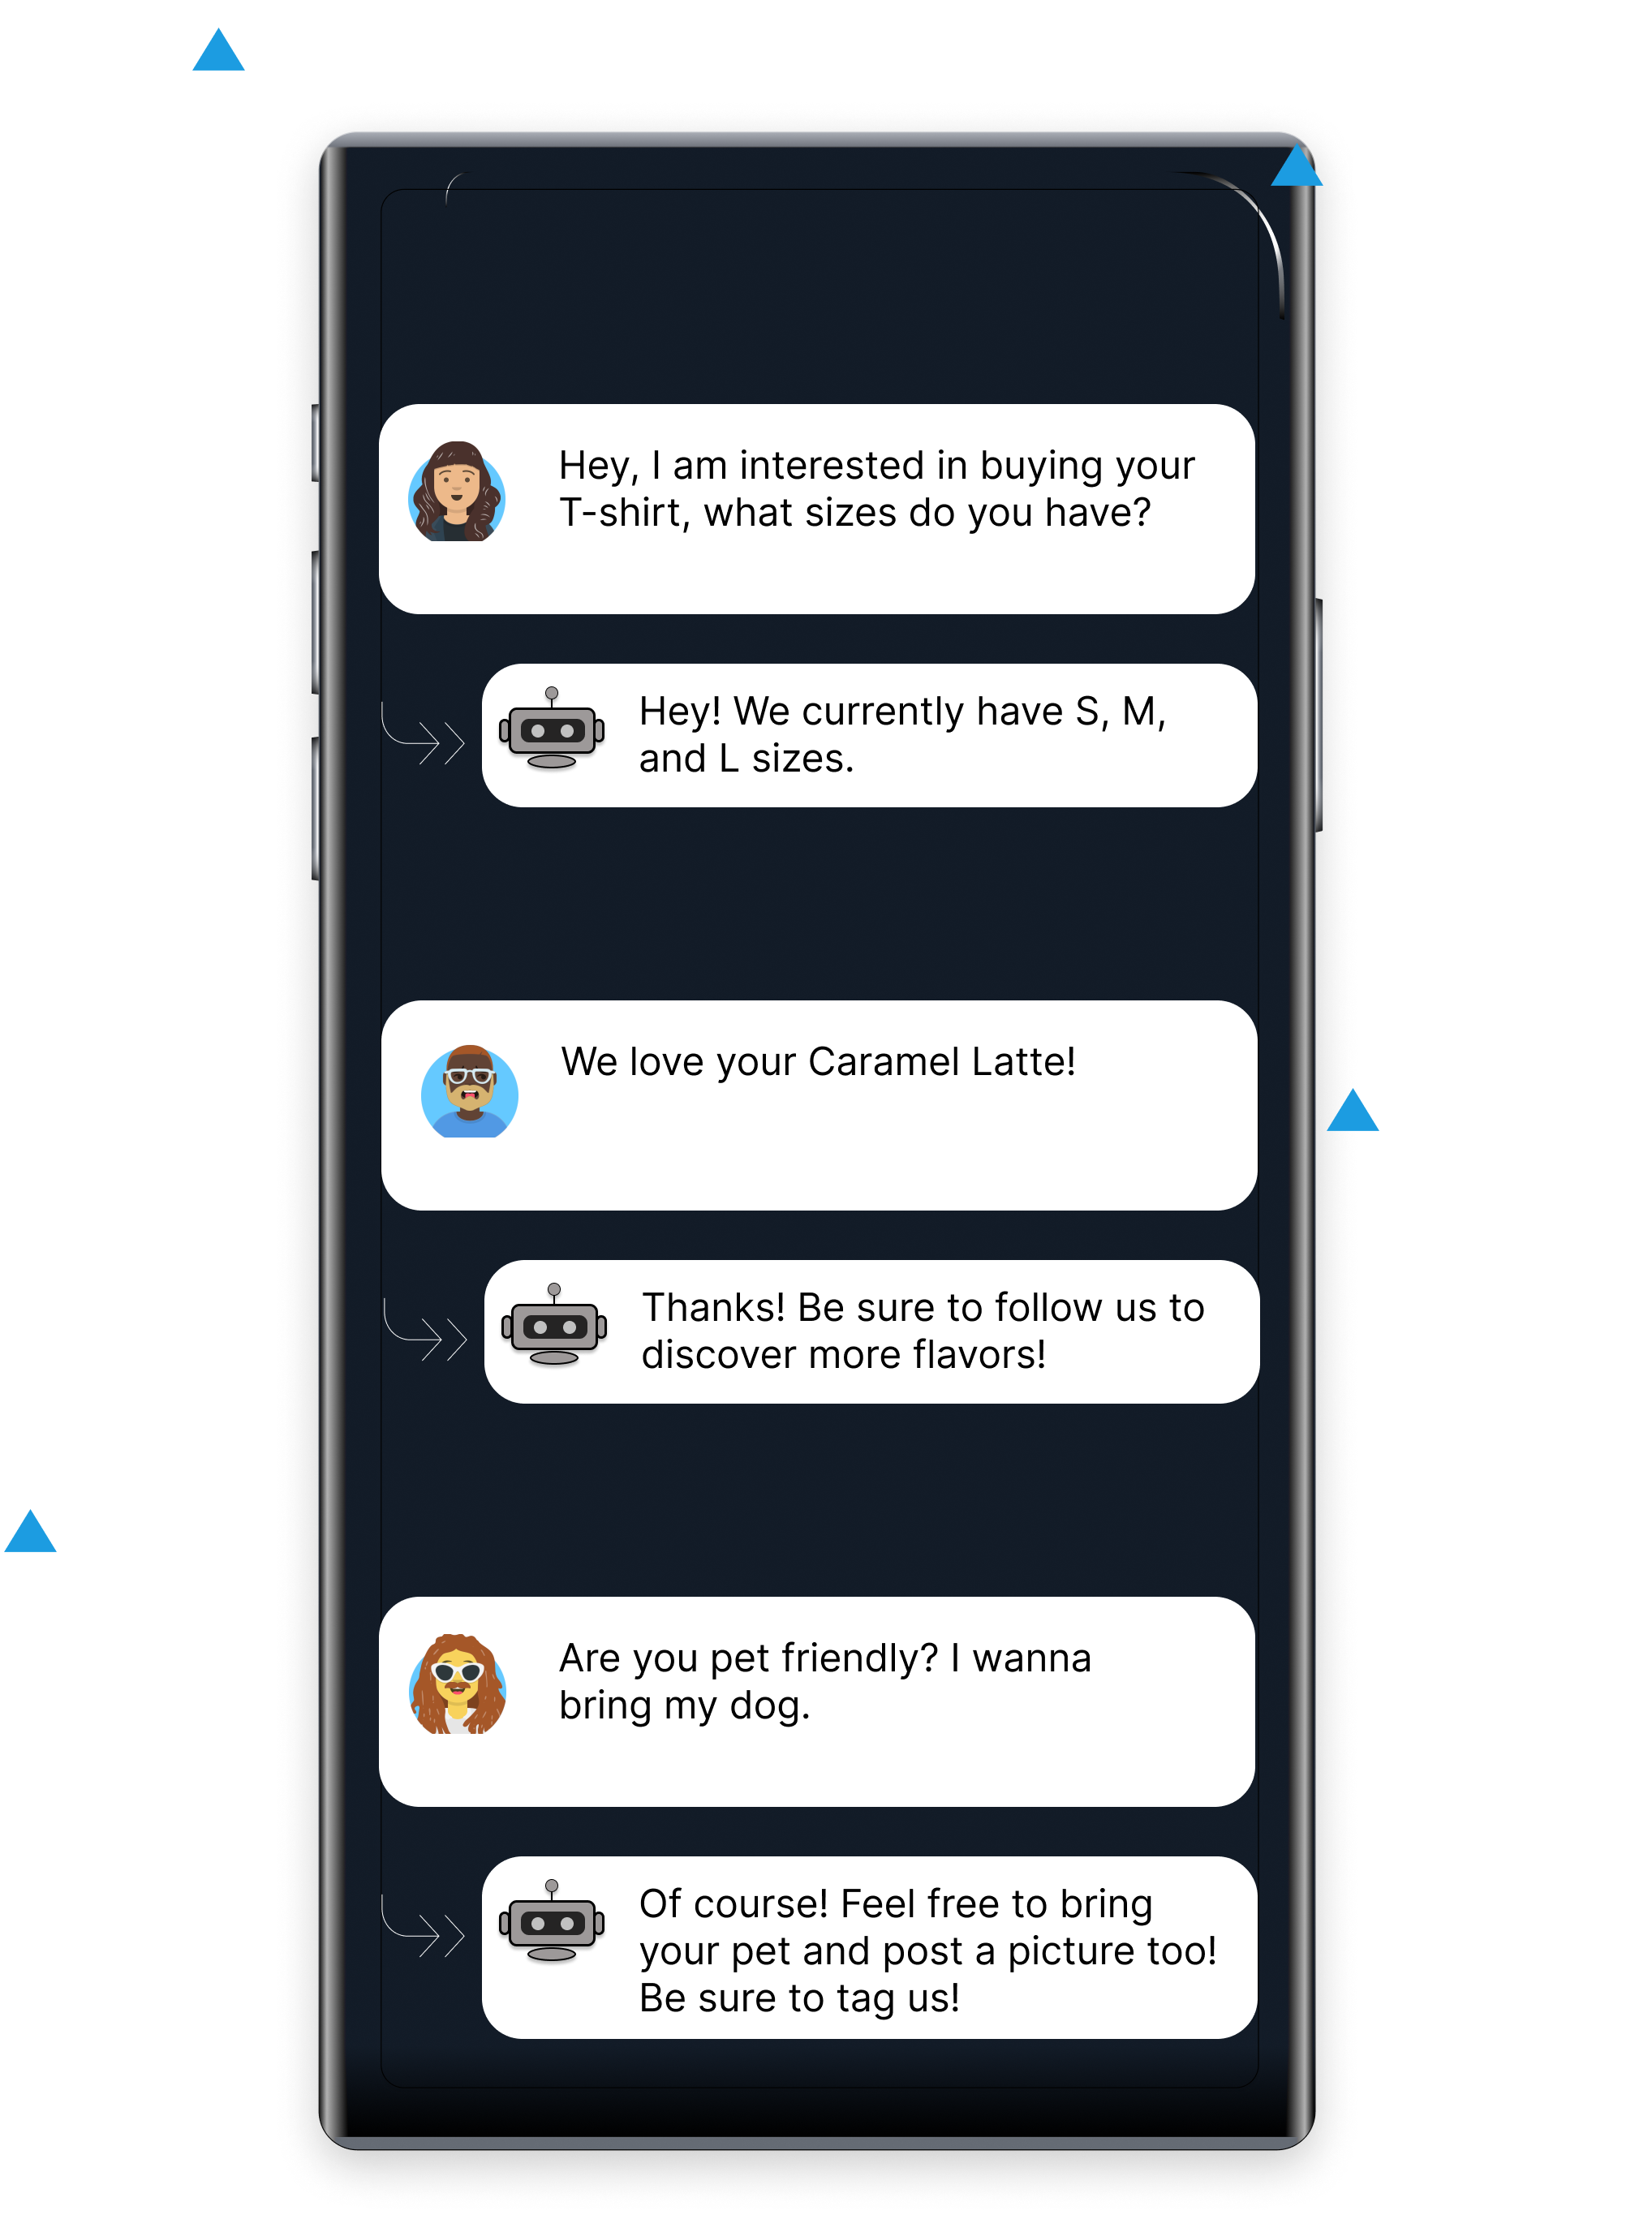 Hey, I am interested in buying your
T-shirt, what sizes do you have?
Hey! We currently have S, M,
and L sizes.
We love your Caramel Latte!
Thanks! Be sure to follow us to
discover more flavors!
Are you pet friendly? I wanna
bring my dog.
Of course! Feel free to bring
your pet and post a picture too!
Be sure to tag us!